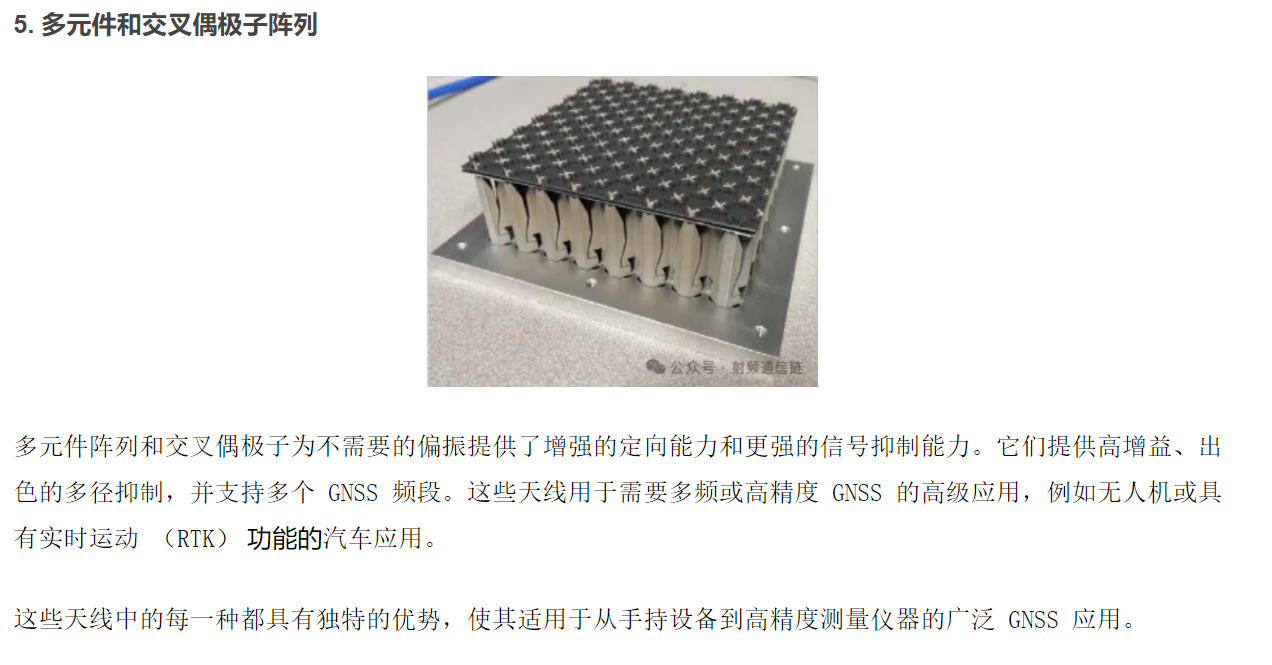 5. 多元件和交叉偶极子阵列
公众号 · 射频通信链
多元件阵列和交叉偶极子为不需要的偏振提供了增强的定向能力和更强的信号抑制能力。它们提供高增益、出
色的多径抑制，并支持多个 GNSS 频段。这些天线用于需要多频或高精度 GNSS 的高级应用，例如无人机或具
有实时运动 （RTK） 功能的汽车应用。
这些天线中的每一种都具有独特的优势，使其适用于从手持设备到高精度测量仪器的广泛 GNSS 应用。